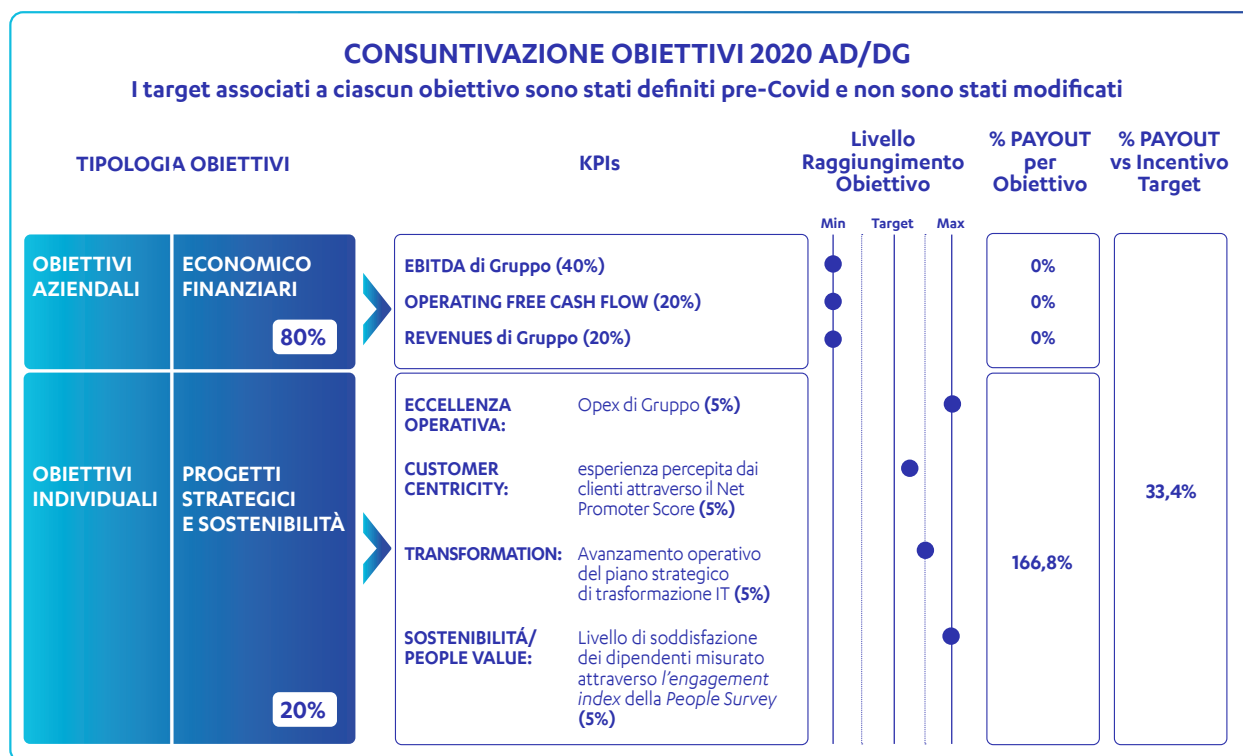 CONSUNTIVAZIONE OBIETTIVI 2020 AD/DG
I target associati a ciascun obiettivo sono stati definiti pre-Covid e non sono stati modificati
TIPOLOGIA OBIETTIVI
KPIs
Livello
Raggiungimento
Obiettivo
% PAYOUT
per
Obiettivo
% PAYOUT
vs Incentivo
Target
Min
Target
Max
OBIETTIVI
AZIENDALI
ECONOMICO
FINANZIARI
80%
EBITDA di Gruppo (40%)
0%
OPERATING FREE CASH FLOW (20%)
0%
REVENUES di Gruppo (20%)
0%
OBIETTIVI
INDIVIDUALI
PROGETTI
STRATEGICI
E SOSTENIBILITÀ
20%
ECCELLENZA
OPERATIVA:
Opex di Gruppo (5%)
CUSTOMER
CENTRICITY:
esperienza percepita dai
clienti attraverso il Net
Promoter Score (5%)
TRANSFORMATION:
Avanzamento operativo
del piano strategico
di trasformazione IT (5%)
SOSTENIBILITÁ/
PEOPLE VALUE:
Livello di soddisfazione
dei dipendenti misurato
attraverso l'engagement
index della People Survey
(5%)
166,8%
33,4%